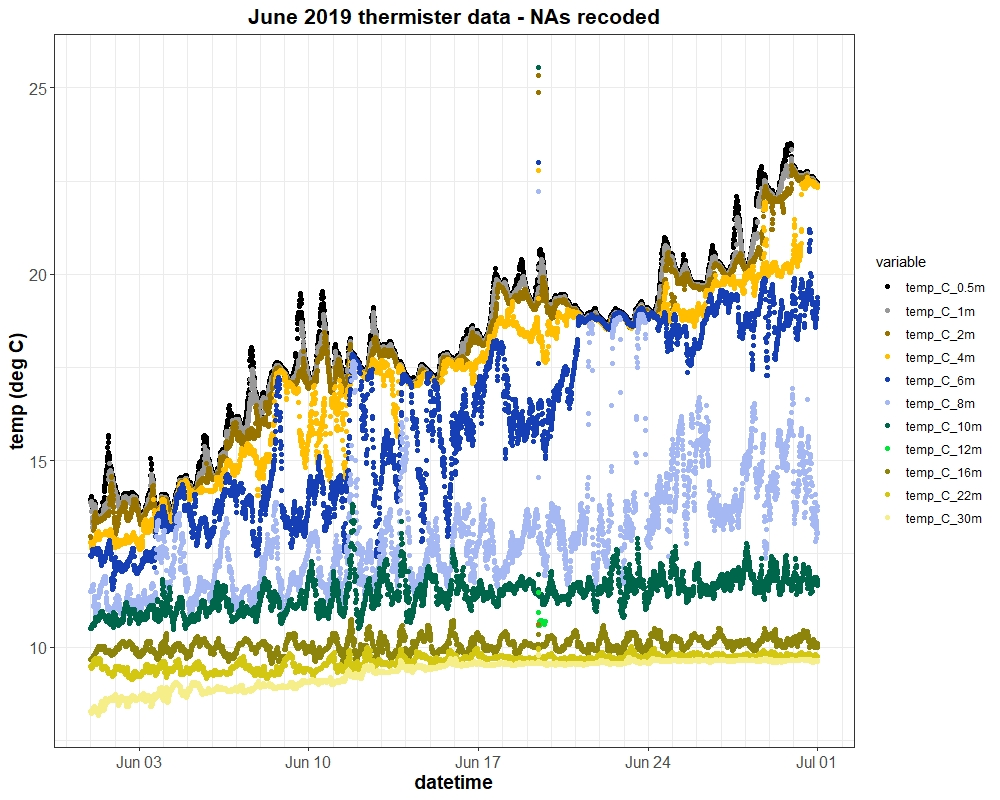 June 2019 thermister data - NAs recoded
temp (deg C)
25
20
15
10
Jun 03
Jun 10
Jun 17
Jun 24
Jul 01
datetime
variable
temp_C_0.5m
temp_C_1m
temp_C_2m
temp_C_4m
temp_C_6m
temp_C_8m
temp_C_10m
temp_C_12m
temp_C_16m
temp_C_22m
temp_C_30m